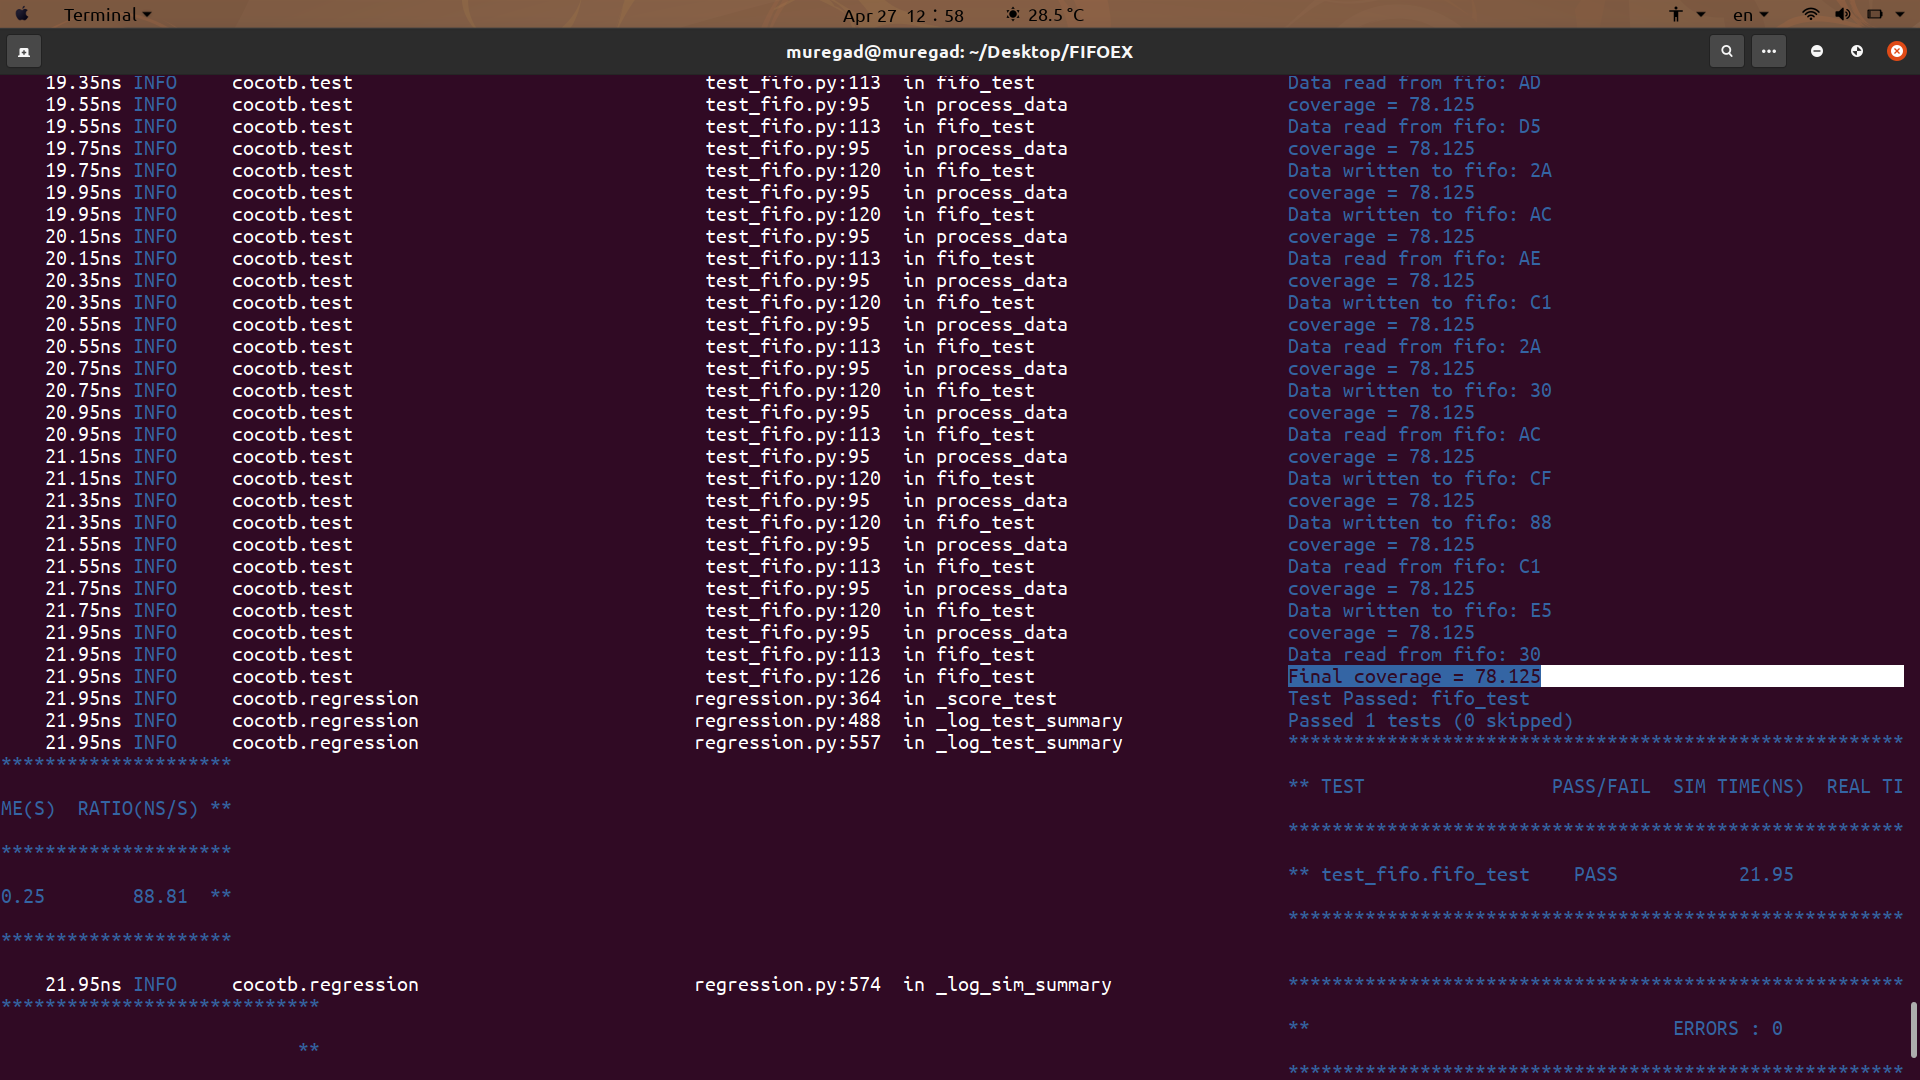 Terminal Apr 27 12 : 58 28.5 °C en
muregad@muregad: ~/Desktop/FIFOEX
19.35ns INFO cocotb.test test_fifo.py:113 in fifo_test Data read from fifo: AD
19.55ns INFO cocotb.test test_fifo.py:95 in process_data coverage = 78.125
19.55ns INFO cocotb.test test_fifo.py:113 in fifo_test Data read from fifo: D5
19.75ns INFO cocotb.test test_fifo.py:95 in process_data coverage = 78.125
19.75ns INFO cocotb.test test_fifo.py:120 in fifo_test Data written to fifo: 2A
19.95ns INFO cocotb.test test_fifo.py:95 in process_data coverage = 78.125
19.95ns INFO cocotb.test test_fifo.py:120 in fifo_test Data written to fifo: AC
20.15ns INFO cocotb.test test_fifo.py:95 in process_data coverage = 78.125
20.15ns INFO cocotb.test test_fifo.py:113 in fifo_test Data read from fifo: AE
20.35ns INFO cocotb.test test_fifo.py:95 in process_data coverage = 78.125
20.35ns INFO cocotb.test test_fifo.py:120 in fifo_test Data written to fifo: C1
20.55ns INFO cocotb.test test_fifo.py:95 in process_data coverage = 78.125
20.55ns INFO cocotb.test test_fifo.py:113 in fifo_test Data read from fifo: 2A
20.75ns INFO cocotb.test test_fifo.py:95 in process_data coverage = 78.125
20.75ns INFO cocotb.test test_fifo.py:120 in fifo_test Data written to fifo: 30
20.95ns INFO cocotb.test test_fifo.py:95 in process_data coverage = 78.125
20.95ns INFO cocotb.test test_fifo.py:113 in fifo_test Data read from fifo: AC
21.15ns INFO cocotb.test test_fifo.py:95 in process_data coverage = 78.125
21.15ns INFO cocotb.test test_fifo.py:120 in fifo_test Data written to fifo: CF
21.35ns INFO cocotb.test test_fifo.py:95 in process_data coverage = 78.125
21.35ns INFO cocotb.test test_fifo.py:120 in fifo_test Data written to fifo: 88
21.55ns INFO cocotb.test test_fifo.py:95 in process_data coverage = 78.125
21.55ns INFO cocotb.test test_fifo.py:113 in fifo_test Data read from fifo: C1
21.75ns INFO cocotb.test test_fifo.py:95 in process_data coverage = 78.125
21.75ns INFO cocotb.test test_fifo.py:120 in fifo_test Data written to fifo: E5
21.95ns INFO cocotb.test test_fifo.py:95 in process_data coverage = 78.125
21.95ns INFO cocotb.test test_fifo.py:113 in fifo_test Data read from fifo: 30
21.95ns INFO cocotb.test test_fifo.py:126 in fifo_test Final coverage = 78.125
21.95ns INFO cocotb.regression regression.py:364 in _score_test Test Passed: fifo_test
21.95ns INFO cocotb.regression regression.py:488 in _log_test_summary Passed 1 tests (0 skipped)
21.95ns INFO cocotb.regression regression.py:557 in _log_test_summary ********************************************************
*********************
** TEST PASS/FAIL SIM TIME(NS) REAL TI
ME(S) RATIO(NS/S) **
********************************************************
*********************
** test_fifo.fifo_test PASS 21.95
0.25 88.81 **
********************************************************
*********************
21.95ns INFO cocotb.regression regression.py:574 in _log_sim_summary ********************************************************
*****************************
** ERRORS : 0
**
********************************************************